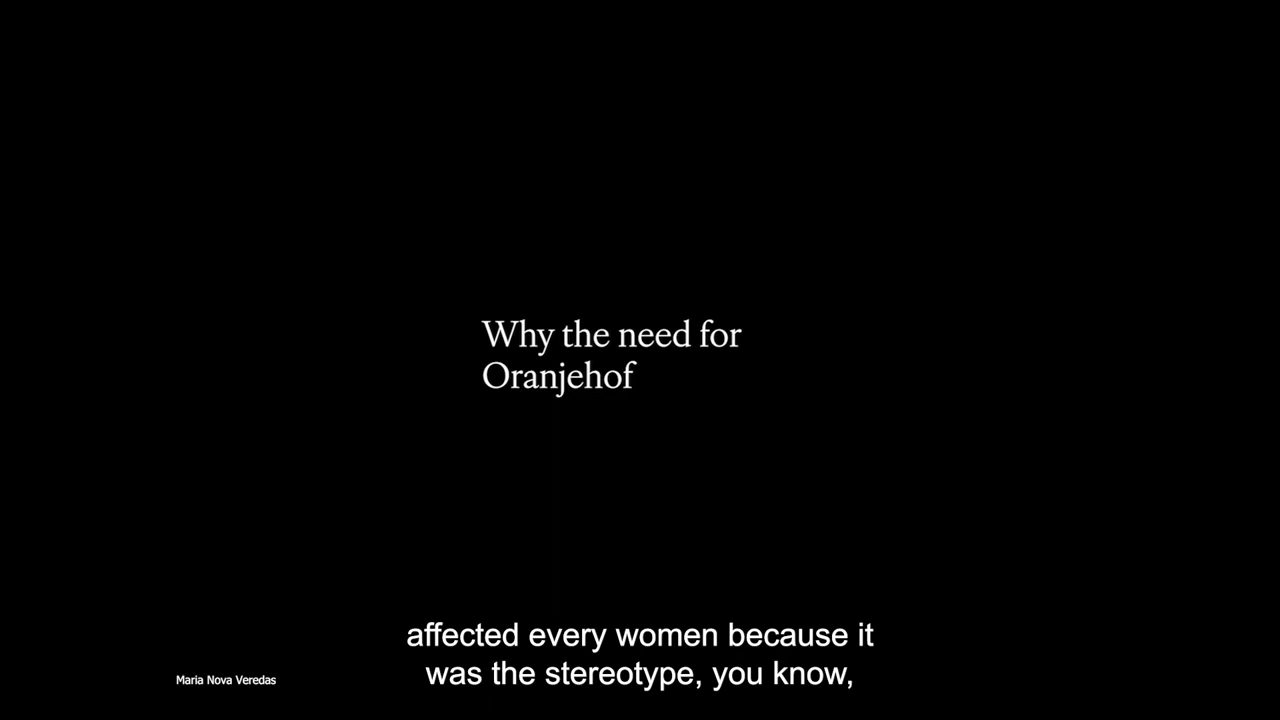 Why the need for
Oranjehof
affected every women because it
was the stereotype, you know,
Maria Nova Veredas